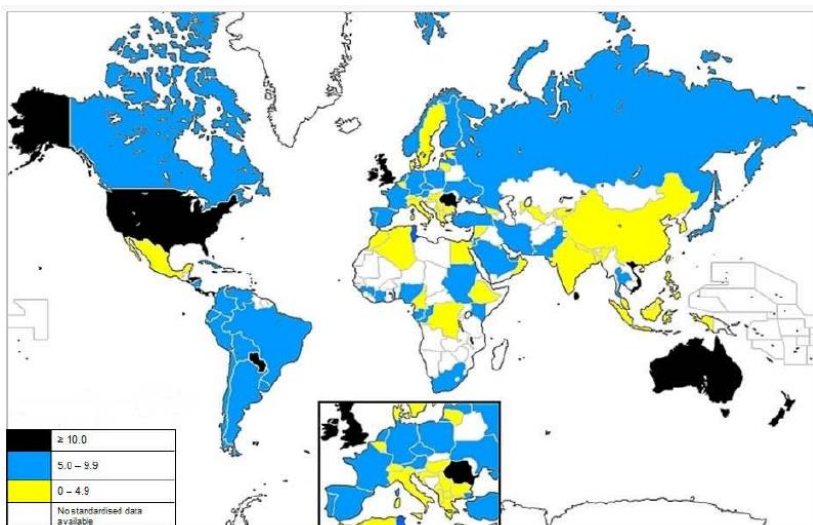 ≥ 10.0
5.0 – 9.9
0 – 4.9
No standardised data
available